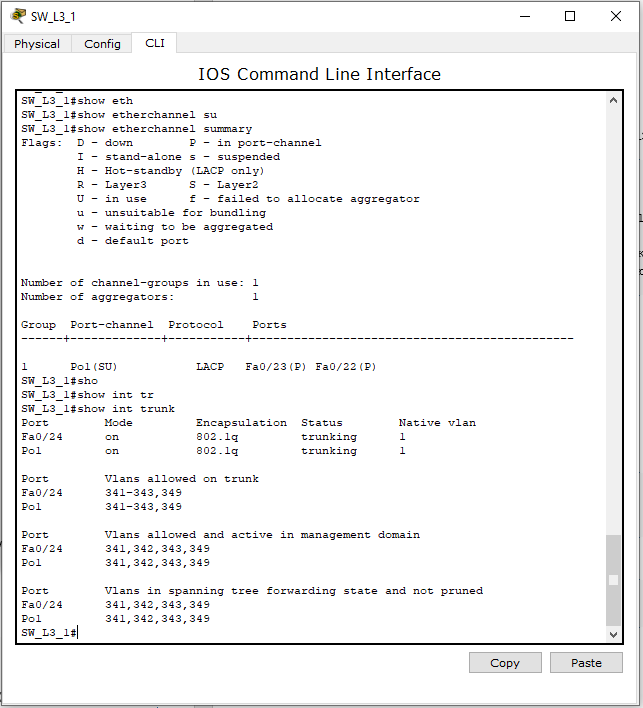 SW_L3_1
Physical Config CLI
IOS Command Line Interface
SW_L3_1#show eth
SW_L3_1#show etherchannel su
SW_L3_1#show etherchannel summary
Flags:  D - down        P - in port-channel
        I - stand-alone s - suspended
        H - Hot-standby (LACP only)
        R - Layer3      S - Layer2
        U - in use      f - failed to allocate aggregator
        u - unsuitable for bundling
        w - waiting to be aggregated
        d - default port
Number of channel-groups in use: 1
Number of aggregators:           1
Group  Port-channel  Protocol    Ports
------+-------------+-----------+----------------------------------------------
1      Po1(SU)           LACP   Fa0/23(P) Fa0/22(P)
SW_L3_1#sho
SW_L3_1#show int tr
SW_L3_1#show int trunk
Port        Mode         Encapsulation  Status        Native vlan
Fa0/24      on           802.1q         trunking      1
Po1         on           802.1q         trunking      1
Port        Vlans allowed on trunk
Fa0/24      341-343,349
Po1         341-343,349
Port        Vlans allowed and active in management domain
Fa0/24      341,342,343,349
Po1         341,342,343,349
Port        Vlans in spanning tree forwarding state and not pruned
Fa0/24      341,342,343,349
Po1         341,342,343,349
SW_L3_1#
Copy Paste